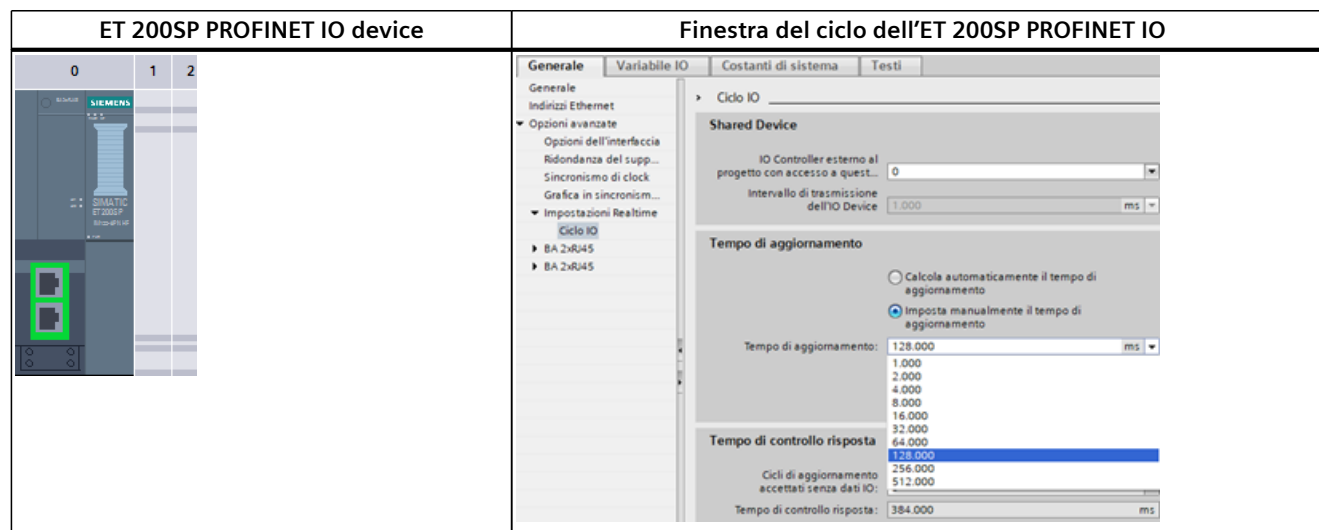 ET 200SP PROFINET IO device
Finestra del ciclo dell'ET 200SP PROFINET IO
0 1 2
SIEMENS
SIMATIC
ET 200SP
Generale Variabile IO Costanti di sistema Testi
Generale
Indirizzi Ethernet
Opzioni avanzate
Opzioni dell'interfaccia
Ridondanza del supp...
Sincronismo di clock
Grafica in sincronism...
Impostazioni Realtime
Ciclo IO
BA 2xRJ45
BA 2xRJ45
Ciclo IO
Shared Device
IO Controller esterno al
progetto con accesso a quest... 0
Intervallo di trasmissione
dell'IO Device 1.000 ms
Tempo di aggiornamento
Calcola automaticamente il tempo di
aggiornamento
Imposta manualmente il tempo di
aggiornamento
Tempo di aggiornamento: 128.000 ms
1.000
2.000
4.000
8.000
16.000
32.000
64.000
128.000
256.000
512.000
Tempo di controllo risposta
Cicli di aggiornamento
accettati senza dati IO:
Tempo di controllo risposta: 384.000 ms